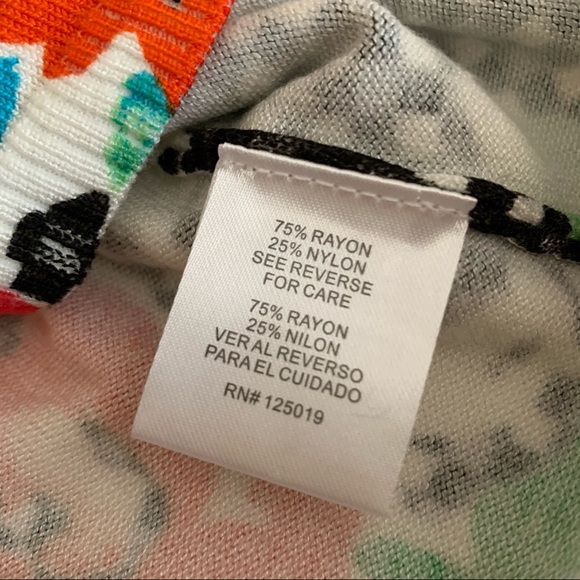 75% RAYON
25% NYLON
SEE REVERSE
FOR CARE
75% RAYON
25% NILON
VER AL REVERSO
PARA EL CUIDADO
RN# 125019